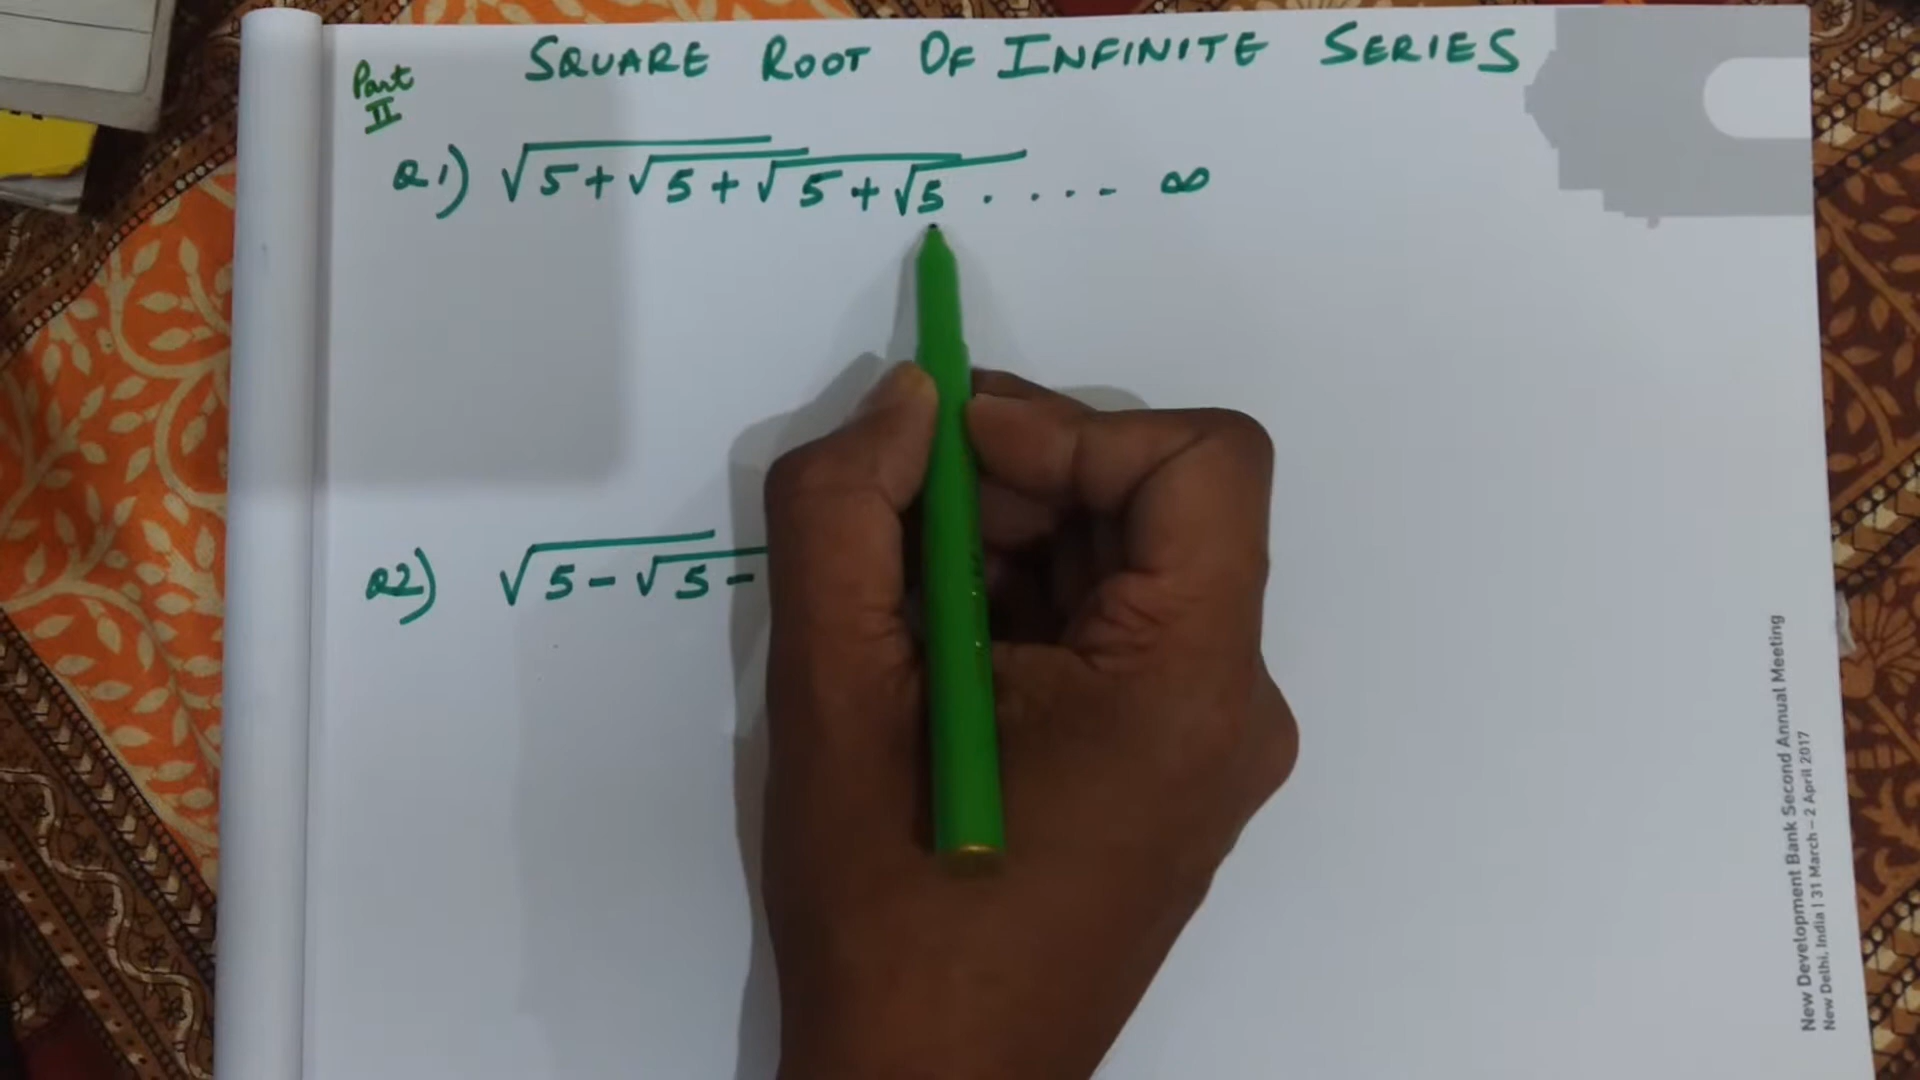 SQUARE ROOT OF INFINITE SERIES
Part
II
Q1) √5+√5+√5+√5 . . . . ∞
Q2) √5-√5-
New Development Bank Second Annual Meeting
New Delhi, India | 31 March – 2 April 2017